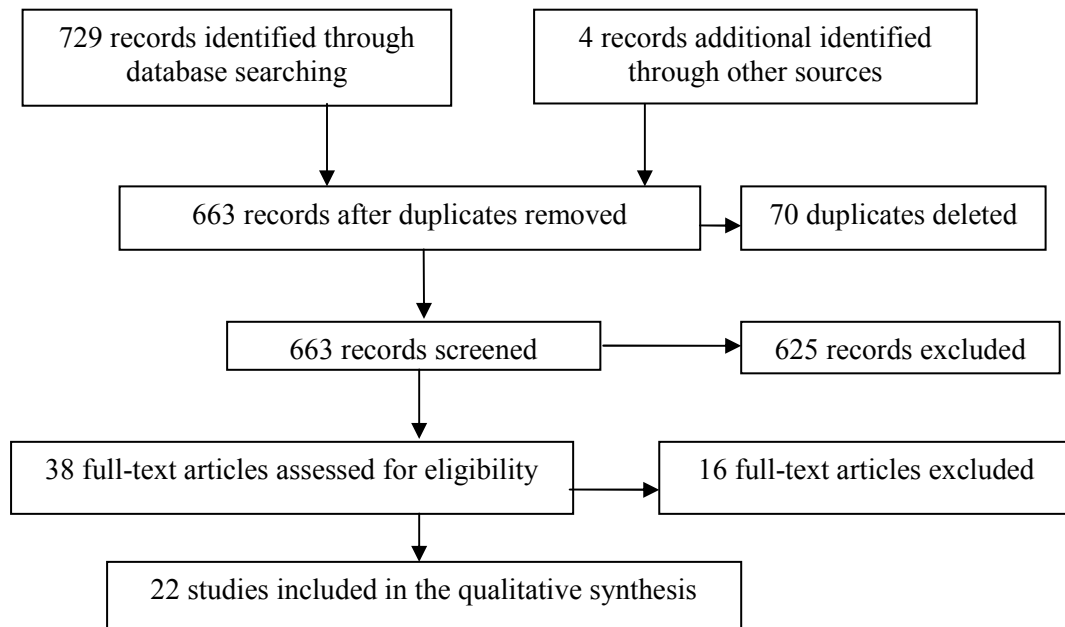 729 records identified through
database searching
4 records additional identified
through other sources
663 records after duplicates removed
70 duplicates deleted
663 records screened
625 records excluded
38 full-text articles assessed for eligibility
16 full-text articles excluded
22 studies included in the qualitative synthesis